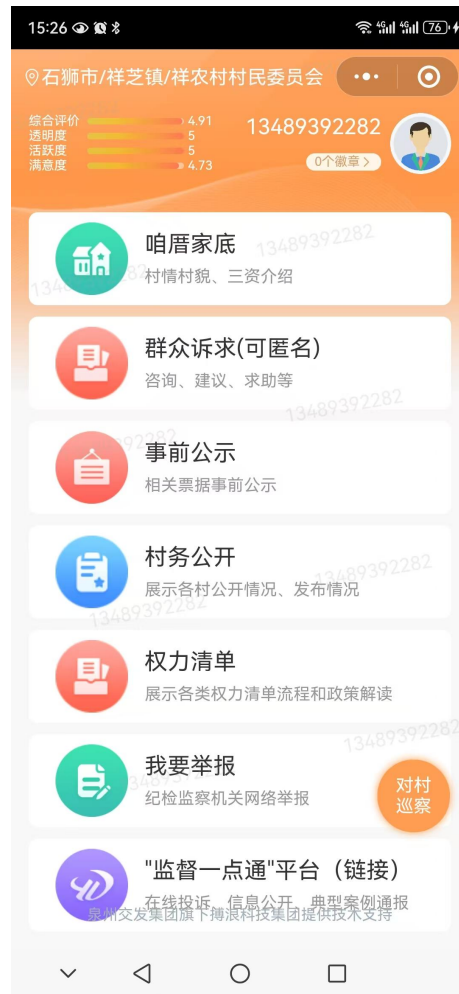 15:26
4G 4G 76
石狮市/祥芝镇/祥农村村民委员会
综合评价 4.91
透明度 5
活跃度 5
满意度 4.73
13489392282
0个徽章>
咱厝家底
村情村貌、三资介绍
13489392282
群众诉求(可匿名)
咨询、建议、求助等
13489392282
事前公示
相关票据事前公示
村务公开
展示各村公开情况、发布情况
13489392282
13489392282
权力清单
展示各类权力清单流程和政策解读
13489392282
我要举报
纪检监察机关网络举报
对村
巡察
"监督一点通"平台（链接）
在线投诉、信息公开、典型案例通报
泉州交发集团旗下搏浪科技集团提供技术支持